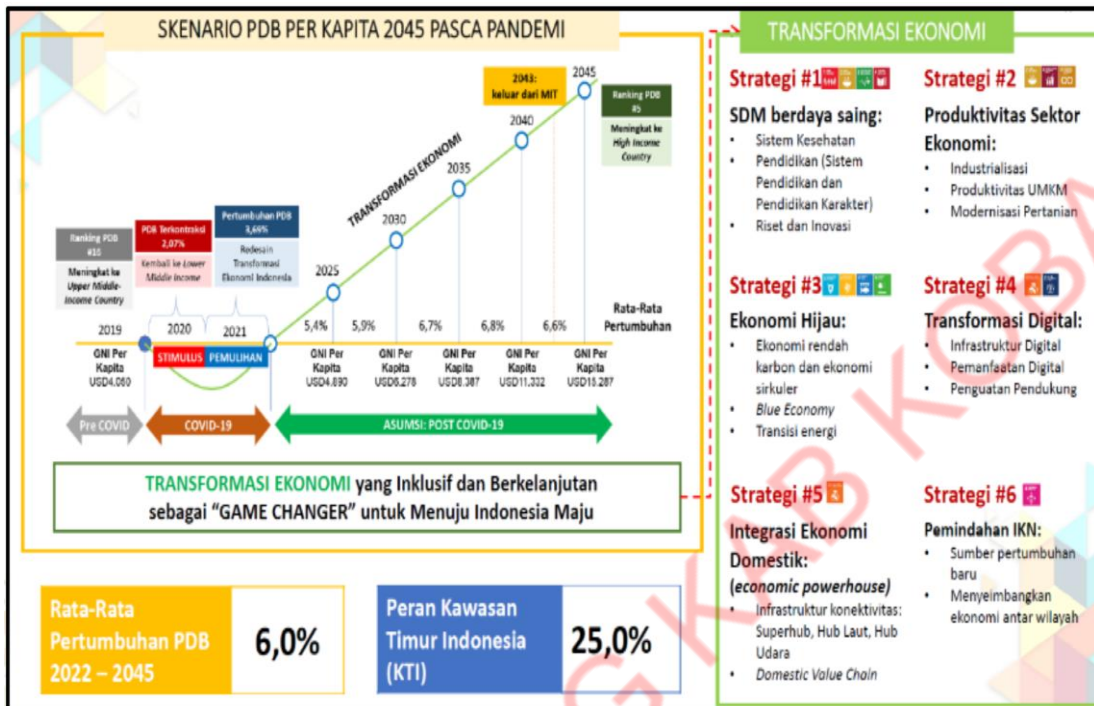 SKENARIO PDB PER KAPITA 2045 PASCA PANDEMI
2045
2043:
keluar dari MIT
Ranking PDB
#5
Meningkat ke
High Income
Country
2040
TRANSFORMASI EKONOMI
2035
2030
2025
Pertumbuhan PDB
3,69%
Redesain
Transformasi
Ekonomi Indonesia
PDB Terkontraksi
2,07%
Kembali ke Lower
Middle Income
Ranking PDB
Meningkat ke
Upper Middle-
Income Country
2019
2020
2021
STIMULUS
PEMULIHAN
5,4%
5,9%
6,7%
6,8%
6,6%
Rata-Rata
Pertumbuhan
GNI Per
Kapita
USD4.050
GNI Per
Kapita
USD4.890
GNI Per
Kapita
GNI Per
Kapita
GNI Per
Kapita
GNI Per
Kapita
Pre COVID
COVID-19
ASUMSI: POST COVID-19
TRANSFORMASI EKONOMI yang Inklusif dan Berkelanjutan
sebagai “GAME CHANGER” untuk Menuju Indonesia Maju
Rata-Rata
Pertumbuhan PDB
2022 – 2045
6,0%
Peran Kawasan
Timur Indonesia
(KTI)
25,0%
TRANSFORMASI EKONOMI
Strategi #1
SDM berdaya saing:
• Sistem Kesehatan
• Pendidikan (Sistem
Pendidikan dan
Pendidikan Karakter)
• Riset dan Inovasi
Strategi #2
Produktivitas Sektor
Ekonomi:
• Industrialisasi
• Produktivitas UMKM
• Modernisasi Pertanian
Strategi #3
Ekonomi Hijau:
• Ekonomi rendah
karbon dan ekonomi
sirkuler
• Blue Economy
• Transisi energi
Strategi #4
Transformasi Digital:
• Infrastruktur Digital
• Pemanfaatan Digital
• Penguatan Pendukung
Strategi #5
Integrasi Ekonomi
Domestik:
(economic powerhouse)
• Infrastruktur konektivitas:
Superhub, Hub Laut, Hub
Udara
• Domestic Value Chain
Strategi #6
Pemindahan IKN:
• Sumber pertumbuhan
baru
• Menyeimbangkan
ekonomi antar wilayah
KAB